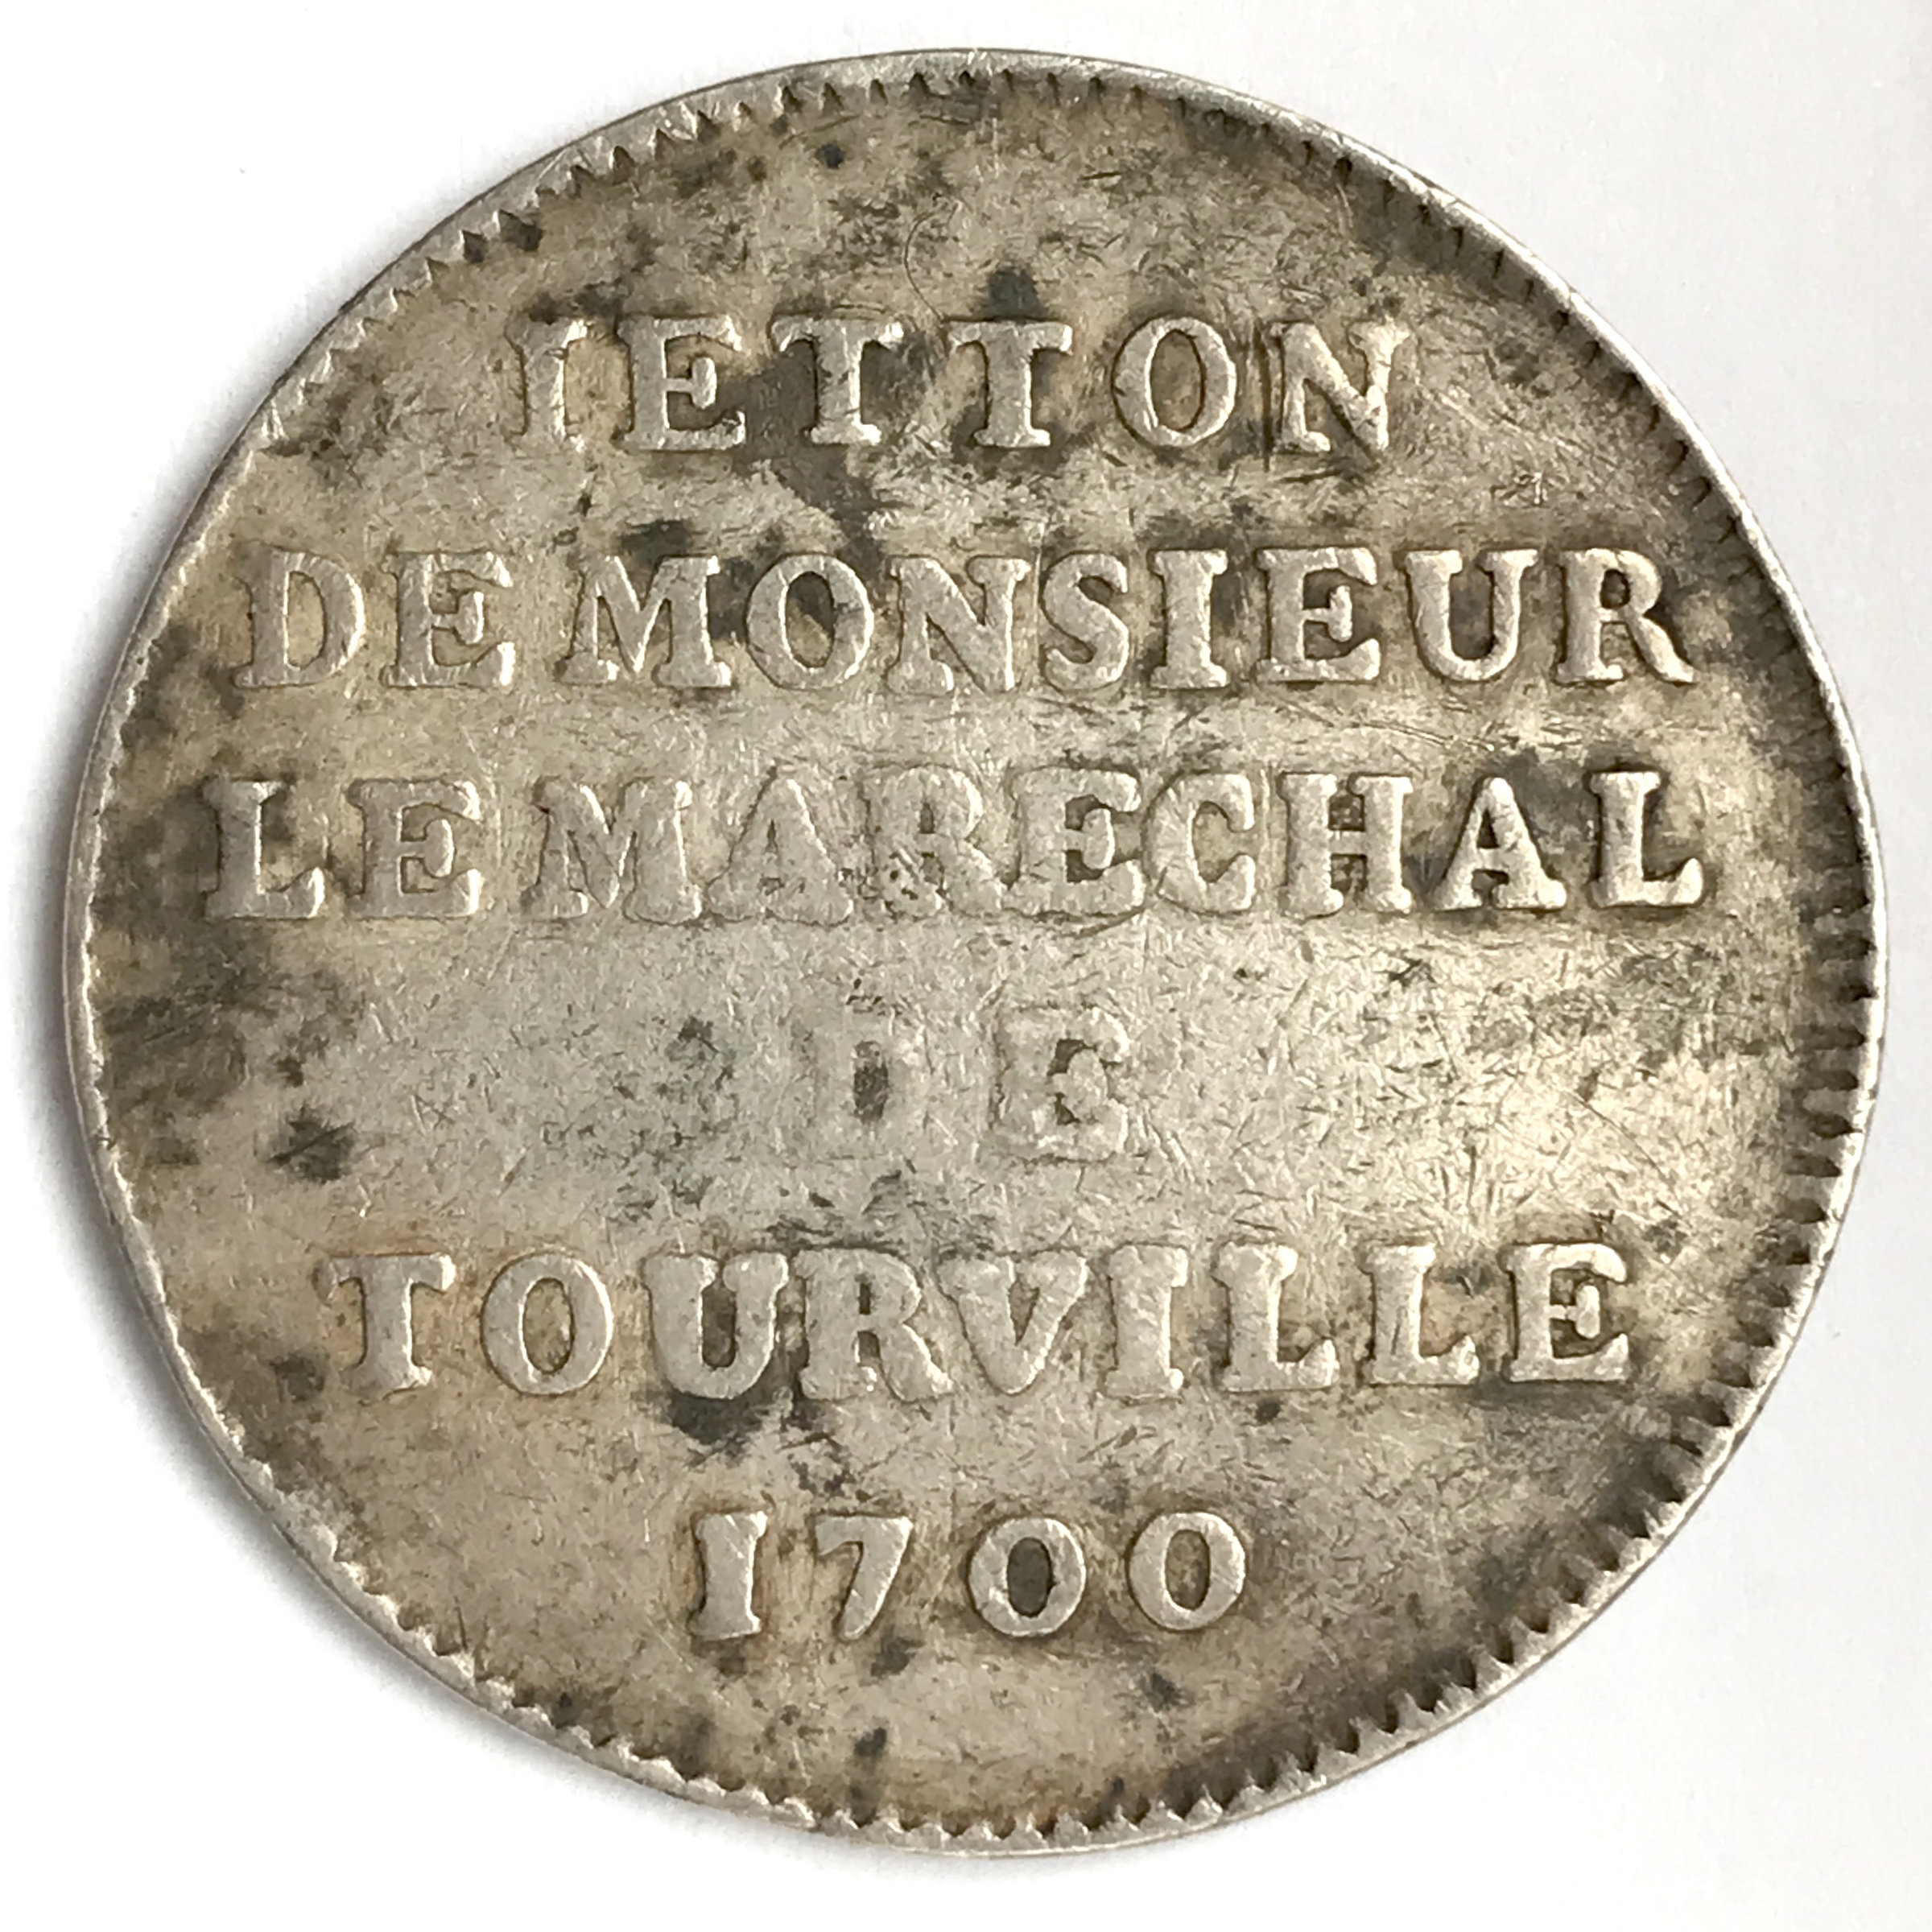 IETTON
DE MONSIEUR
LE MARECHAL
DE
TOURVILLE
1700